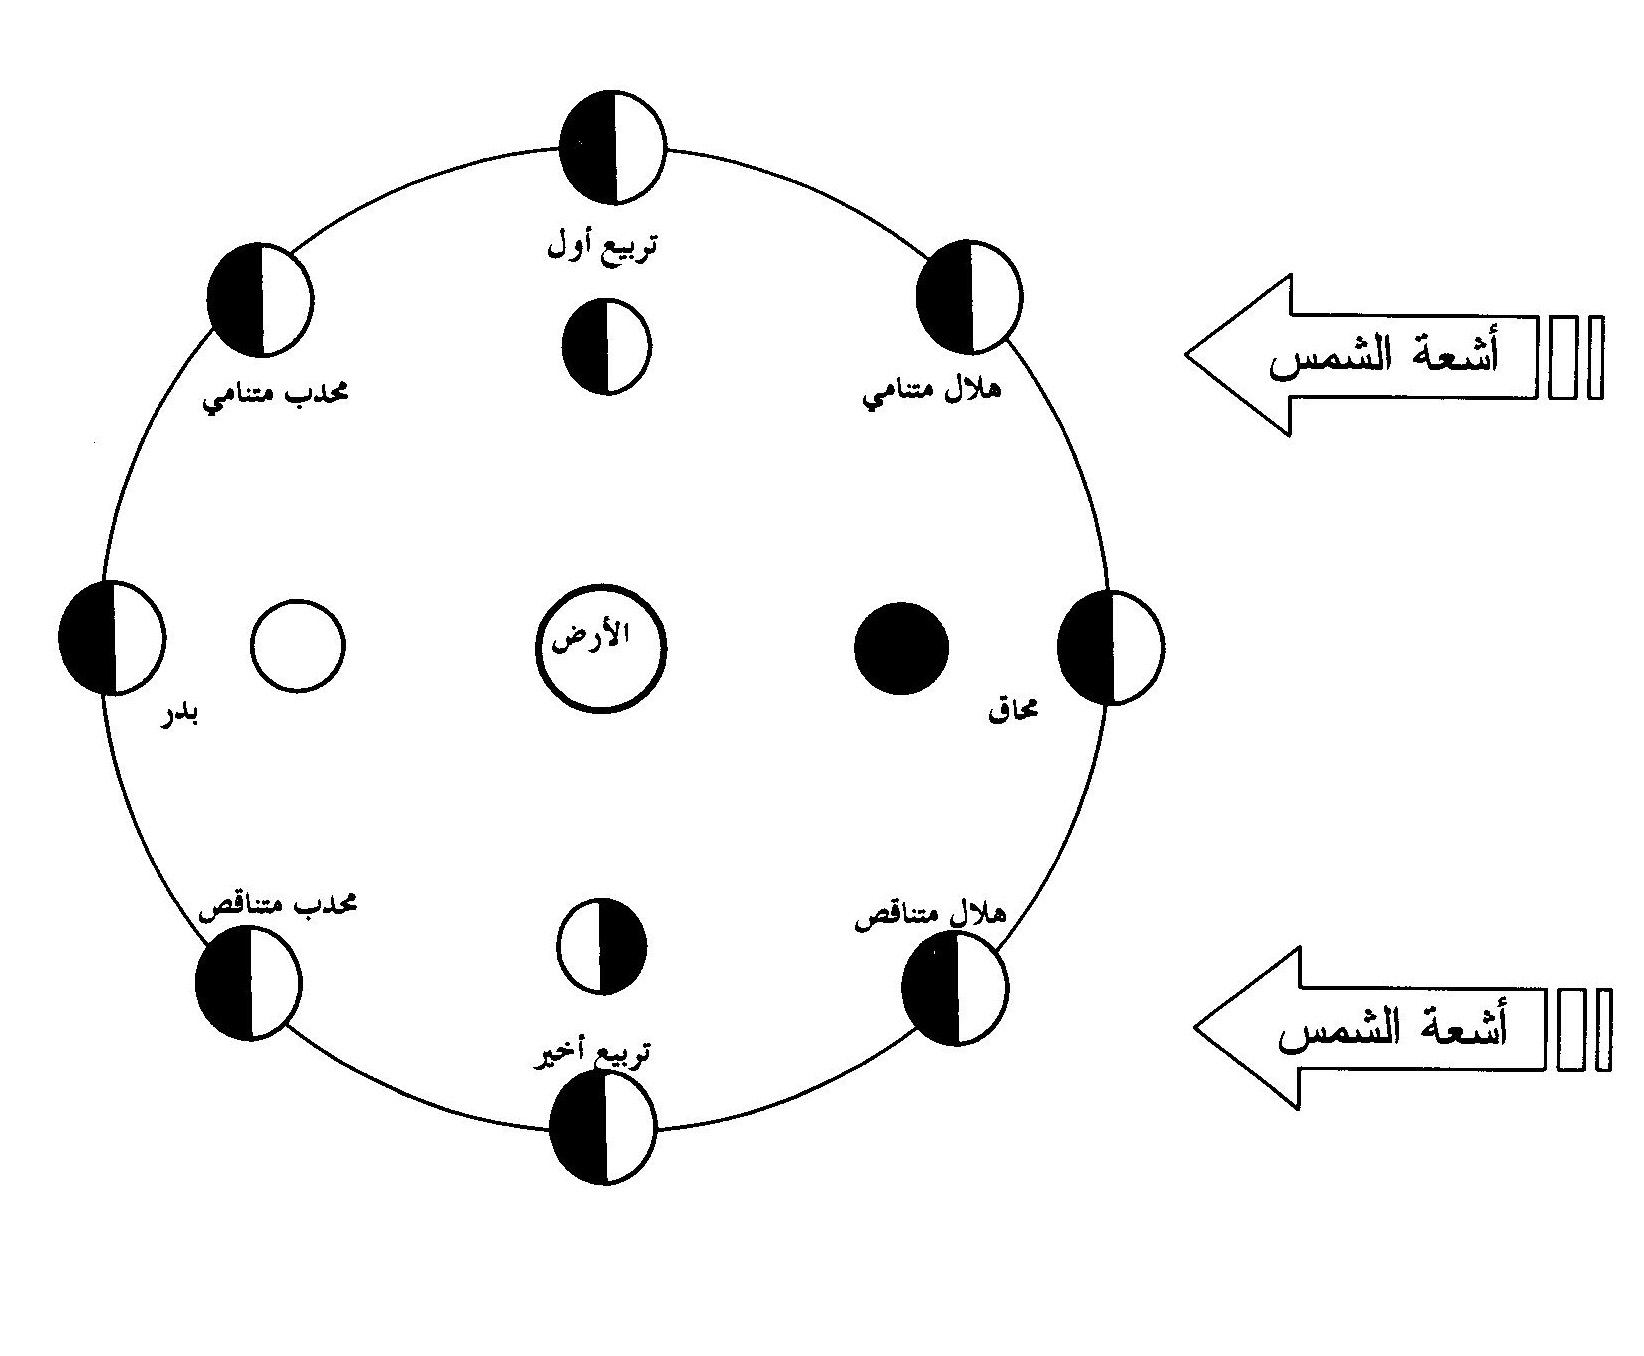 تربيع أول
هلال متنامي
محدب متنامي
أشعة الشمس
الأرض
محاق
بدر
هلال متناقص
محدب متناقص
تربيع أخير
أشعة الشمس